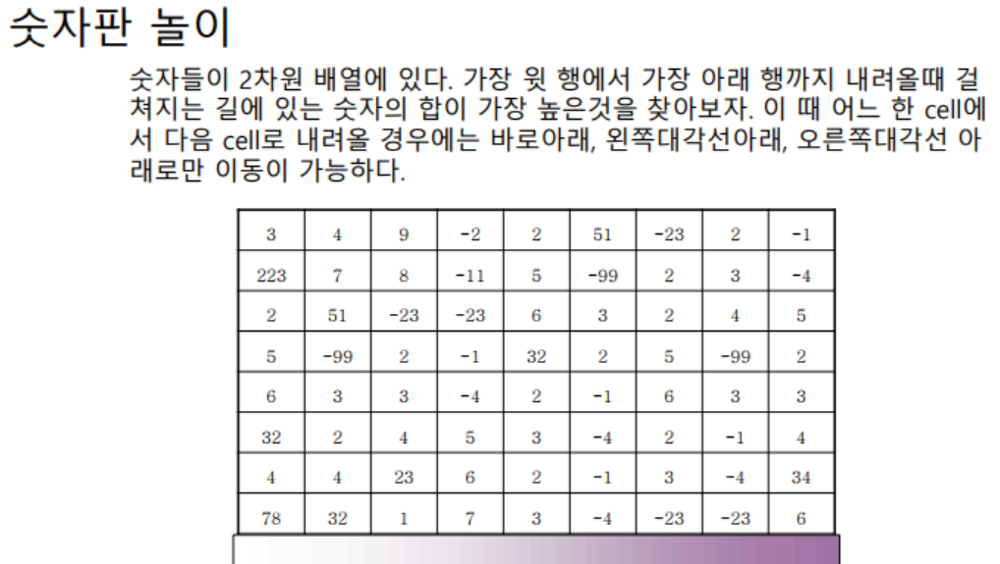 숫자판 놀이
숫자들이 2차원 배열에 있다. 가장 윗 행에서 가장 아래 행까지 내려올때 걸
쳐지는 길에 있는 숫자의 합이 가장 높은것을 찾아보자. 이 때 어느 한 cell에
서 다음 cell로 내려올 경우에는 바로아래, 왼쪽대각선아래, 오른쪽대각선 아
래로만 이동이 가능하다.
3 4 9 -2 2 51 -23 2 -1
223 7 8 -11 5 -99 2 3 -4
2 51 -23 -23 6 3 2 4 5
5 -99 2 -1 32 2 5 -99 2
6 3 3 -4 2 -1 6 3 3
32 2 4 5 3 -4 2 -1 4
4 4 23 6 2 -1 3 -4 34
78 32 1 7 3 -4 -23 -23 6